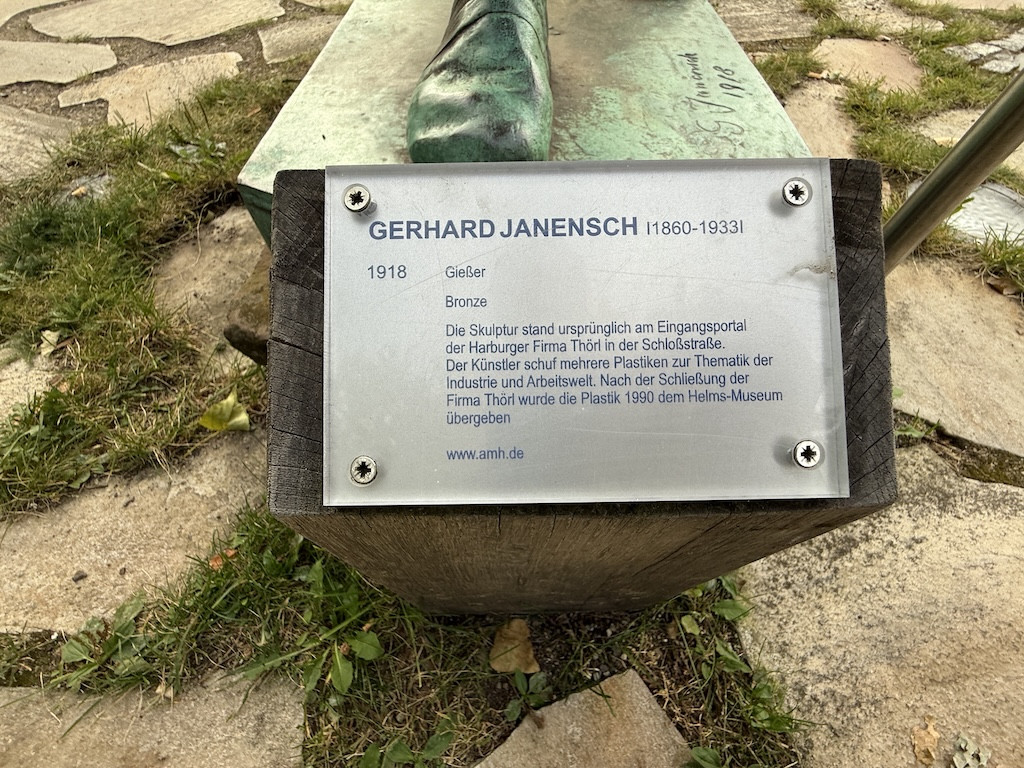 G Janensch
1918
GERHARD JANENSCH I1860-1933I
1918 Gießer
Bronze
Die Skulptur stand ursprünglich am Eingangsportal
der Harburger Firma Thörl in der Schloßstraße.
Der Künstler schuf mehrere Plastiken zur Thematik der
Industrie und Arbeitswelt. Nach der Schließung der
Firma Thörl wurde die Plastik 1990 dem Helms-Museum
übergeben
www.amh.de